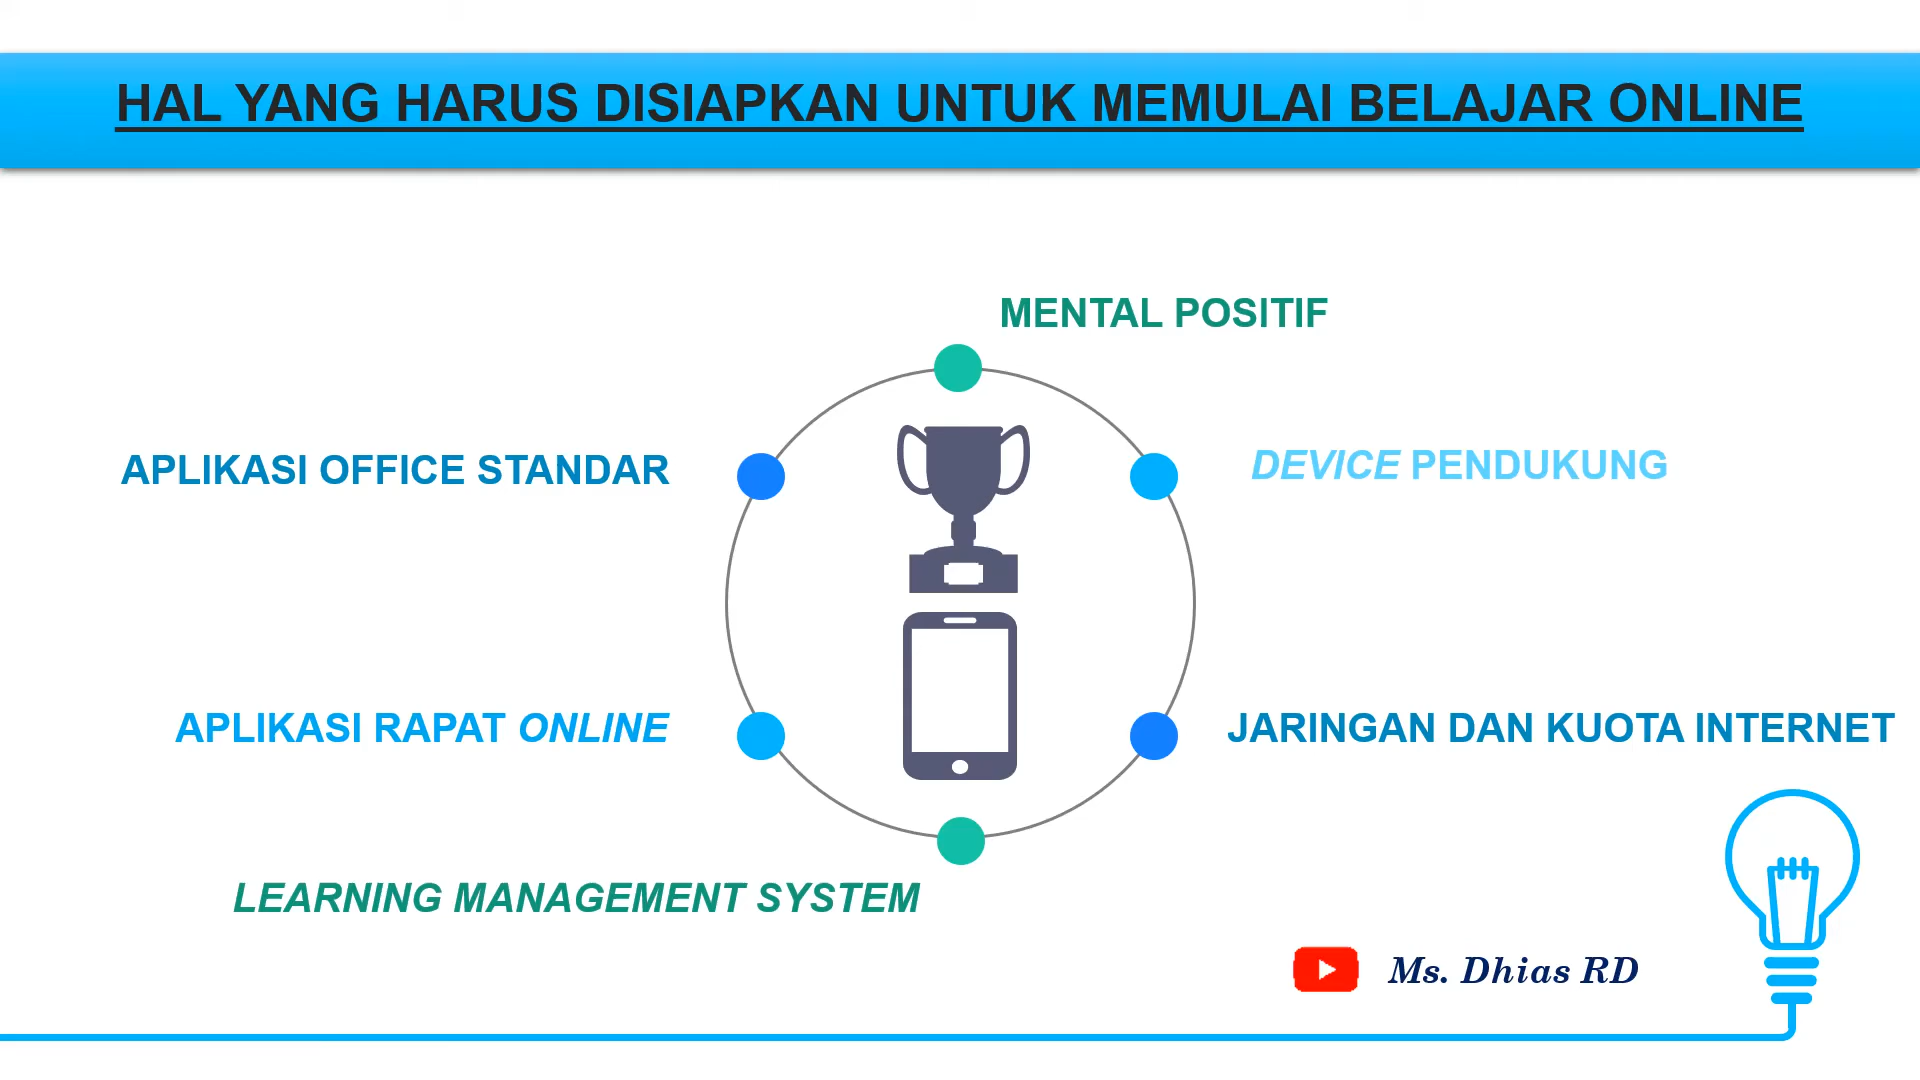 HAL YANG HARUS DISIAPKAN UNTUK MEMULAI BELAJAR ONLINE
MENTAL POSITIF
APLIKASI OFFICE STANDAR
DEVICE PENDUKUNG
APLIKASI RAPAT ONLINE
JARINGAN DAN KUOTA INTERNET
LEARNING MANAGEMENT SYSTEM
Ms. Dhias RD